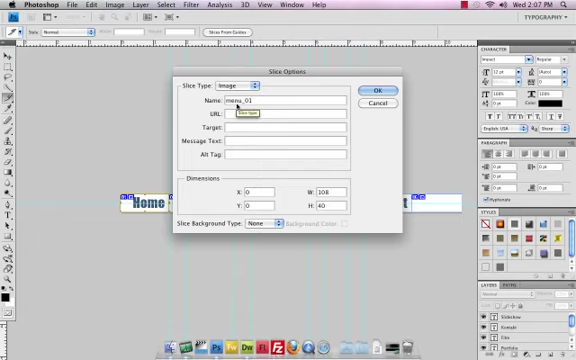 Photoshop File Edit Image Layer Select Filter Analysis 3D View Window Help Wed 2:07 PM
TYPOGRAPHY
Style: Normal
Slices From Guides
Slice Options
Slice Type: Image
OK
Cancel
Name: menu_01
URL:
Slice type
Target:
Message Text:
Alt Tag:
Dimensions
X: 0 W: 108
Y: 0 H: 40
Slice Background Type: None Background Color:
Home
CHARACTER
Regular
12 pt (Auto)
100% 100%
0 pt Color:
English: USA Sharp
PARAGRAPH
0 pt 0 pt
0 pt
0 pt 0 pt
Hyphenate
STYLES
LAYERS PATHS
Normal
Slideshow
Kontakt
Film
Portfolio